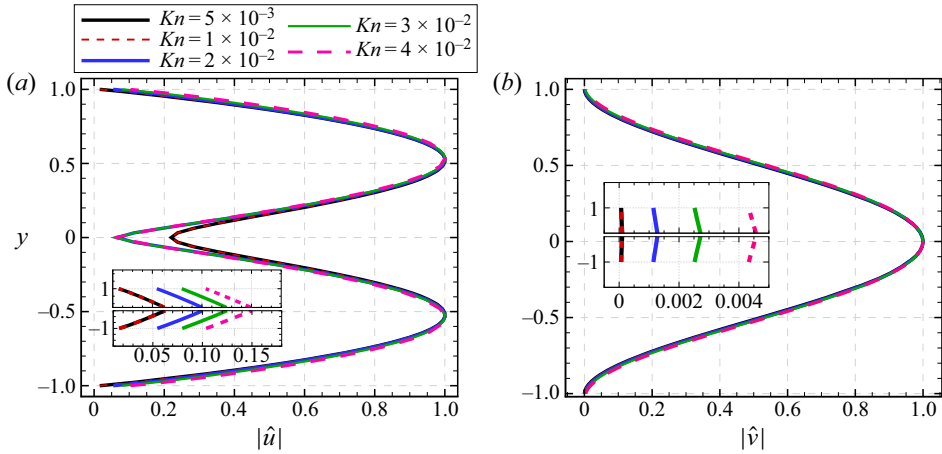 Kn = 5 × 10⁻³
Kn = 1 × 10⁻²
Kn = 2 × 10⁻²
Kn = 3 × 10⁻²
Kn = 4 × 10⁻²
(a)
1.0
0.5
y
0
−0.5
−1.0
1
−1
0.05 0.10 0.15
0 0.2 0.4 0.6 0.8 1.0
|û|
(b)
1.0
0.5
0
−0.5
−1.0
1
−1
0 0.002 0.004
0 0.2 0.4 0.6 0.8 1.0
|v̂|